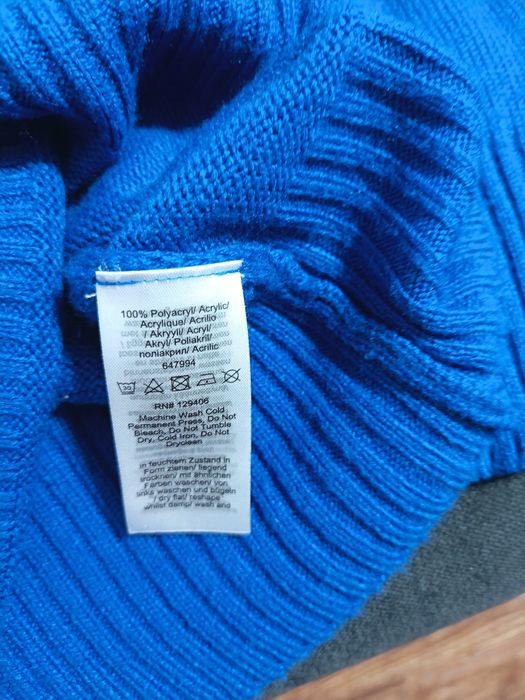 100% Polyacryl/ Acrylic/
Acrylique/ Acrilico
/ Akryyli/ Acryl/
Akryl/ Poliakril/
поліакрил/ Acrilic
647994
30
RN# 129406
Machine Wash Cold
Permanent Press, Do Not
Bleach, Do Not Tumble
Dry, Cold Iron, Do Not
Dryclean
in feuchtem Zustand in
Form ziehen/ liegend
trocknen/ mit ähnlichen
Farben waschen/ von
links waschen und bügeln
/ dry flat/ reshape
whilst damp/ wash and